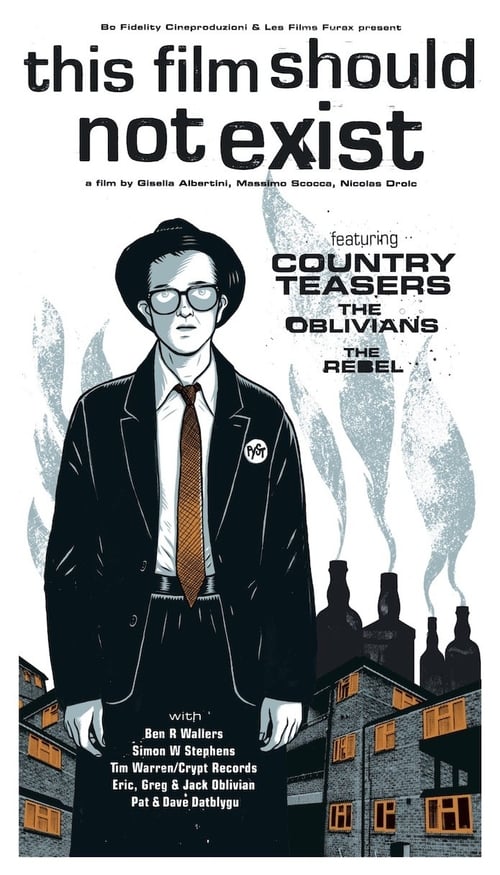 Bo Fidelity Cineproduzioni & Les Films Furax present
this film should
not exist
a film by Gisella Albertini, Massimo Scocca, Nicolas Drolc
featuring
COUNTRY
TEASERS
THE
OBLIVIANS
THE
REBEL
PYST
with
Ben R Wallers
Simon W Stephens
Tim Warren/Crypt Records
Eric, Greg & Jack Oblivian
Pat & Dave Datblygu